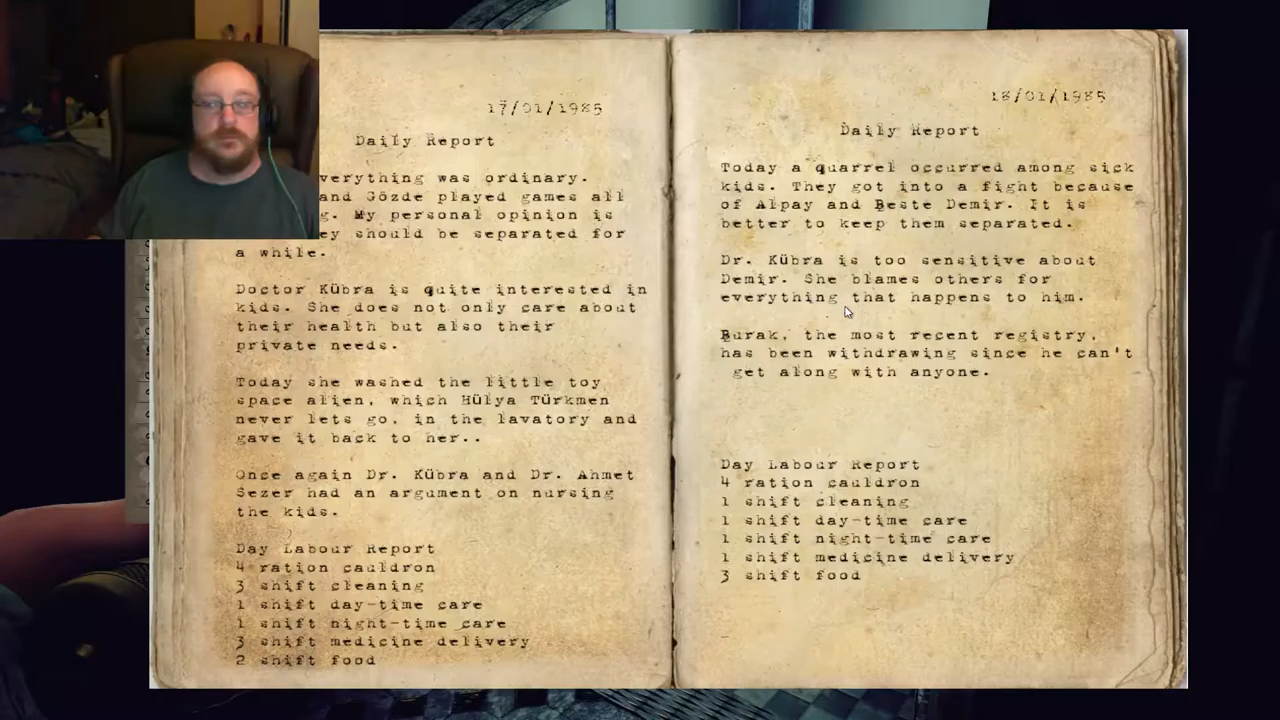 17/01/1985
Daily Report
verything was ordinary.
and Gözde played games all
g. My personal opinion is
ey should be separated for
a while.
Doctor Kübra is quite interested in
kids. She does not only care about
their health but also their
private needs.
Today she washed the little toy
space alien, which Hülya Türkmen
never lets go, in the lavatory and
gave it back to her..
Once again Dr. Kübra and Dr. Ahmet
Sezer had an argument on nursing
the kids.
Day Labour Report
4 ration cauldron
3 shift cleaning
1 shift day-time care
1 shift night-time care
3 shift medicine delivery
2 shift food
18/01/1985
Daily Report
Today a quarrel occurred among sick
kids. They got into a fight because
of Alpay and Beste Demir. It is
better to keep them separated.
Dr. Kübra is too sensitive about
Demir. She blames others for
everything that happens to him.
Burak, the most recent registry,
has been withdrawing since he can't
get along with anyone.
Day Labour Report
4 ration cauldron
1 shift cleaning
1 shift day-time care
1 shift night-time care
1 shift medicine delivery
3 shift food